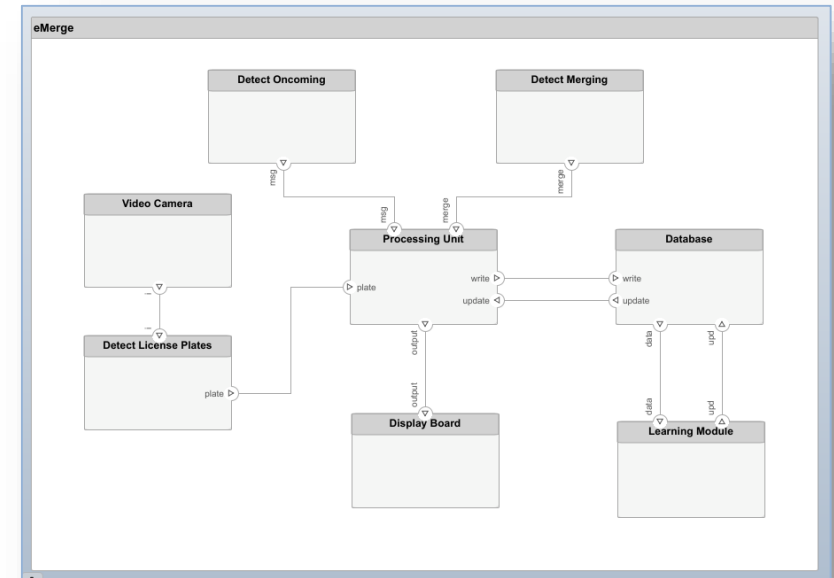 eMerge
Detect Oncoming
Detect Merging
msg
merge
Video Camera
msg
merge
Processing Unit
Database
plate
write
write
update
update
i
i
Detect License Plates
plate
output
data
upd
output
data
upd
Display Board
Learning Module